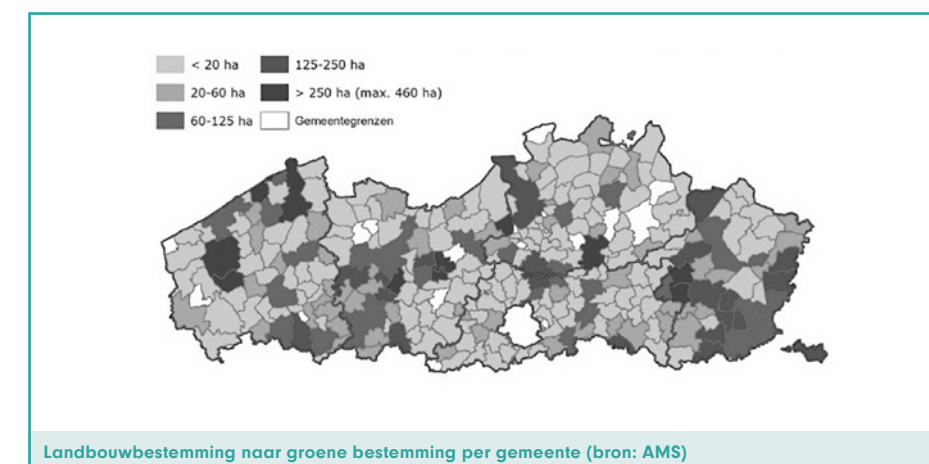 < 20 ha
125-250 ha
20-60 ha
> 250 ha (max. 460 ha)
60-125 ha
Gemeentegrenzen
Landbouwbestemming naar groene bestemming per gemeente (bron: AMS)